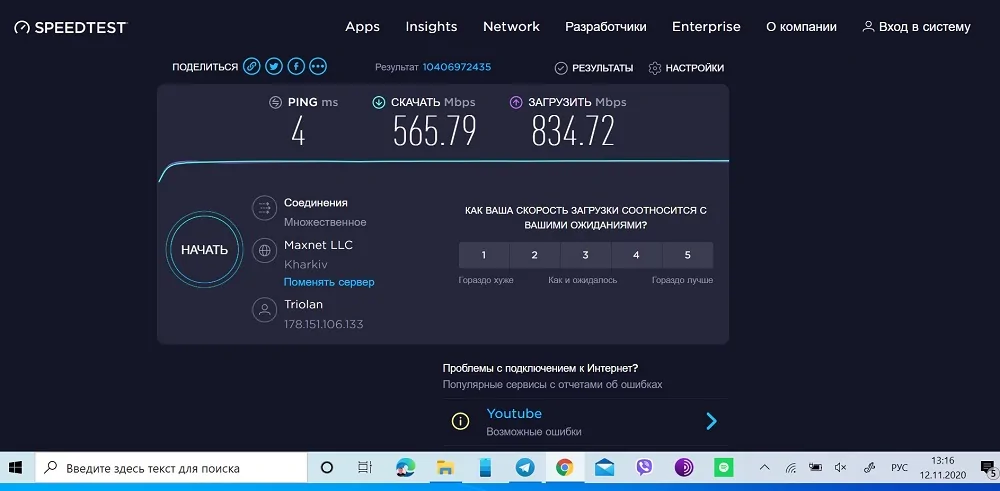 SPEEDTEST
Apps Insights Network Разработчики Enterprise О компании Вход в систему
ПОДЕЛИТЬСЯ Результат 10406972435 РЕЗУЛЬТАТЫ НАСТРОЙКИ
PING ms СКАЧАТЬ Mbps ЗАГРУЗИТЬ Mbps
4 565.79 834.72
НАЧАТЬ
Соединения
Множественное
Maxnet LLC
Kharkiv
Поменять сервер
Triolan
178.151.106.133
КАК ВАША СКОРОСТЬ ЗАГРУЗКИ СООТНОСИТСЯ С
ВАШИМИ ОЖИДАНИЯМИ?
1 2 3 4 5
Гораздо хуже Как и ожидалось Гораздо лучше
Проблемы с подключением к Интернет?
Популярные сервисы с отчетами об ошибках
Youtube
Возможные ошибки
Введите здесь текст для поиска
РУС
13:16
12.11.2020
5